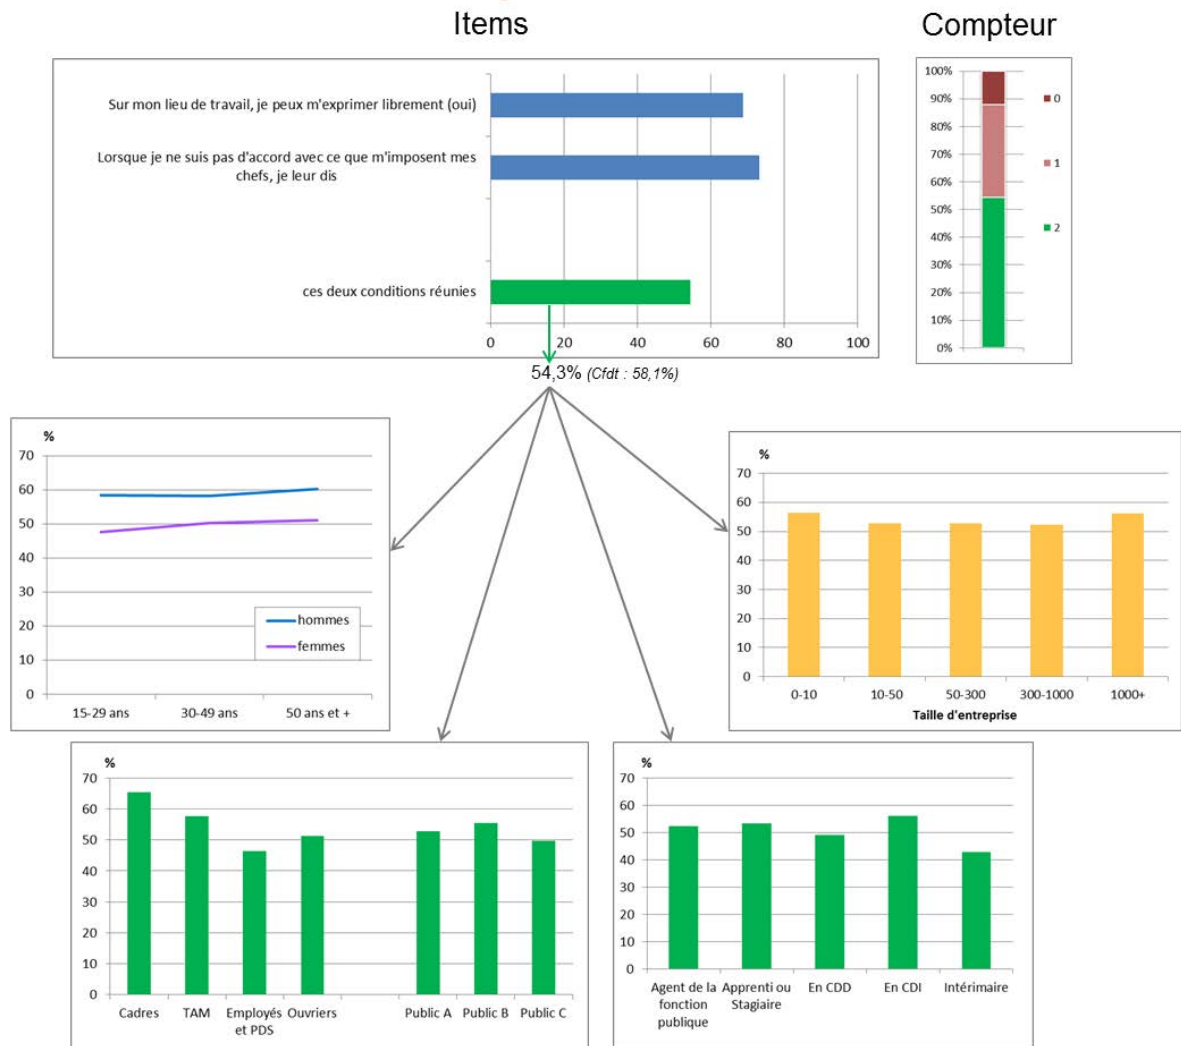 Items
Compteur
Sur mon lieu de travail, je peux m'exprimer librement (oui)
Lorsque je ne suis pas d'accord avec ce que m'imposent mes
chefs, je leur dis
ces deux conditions réunies
0 20 40 60 80 100
100%
90%
80%
70%
60%
50%
40%
30%
20%
10%
0%
0
1
2
54,3% (Cfdt : 58,1%)
%
70
60
50
40
30
20
10
0
hommes
femmes
15-29 ans 30-49 ans 50 ans et +
%
70
60
50
40
30
20
10
0
0-10 10-50 50-300 300-1000 1000+
Taille d'entreprise
%
70
60
50
40
30
20
10
0
Cadres TAM Employés Ouvriers Public A Public B Public C
et PDS
%
70
60
50
40
30
20
10
0
Agent de la Apprenti ou En CDD En CDI Intérimaire
fonction Stagiaire
publique